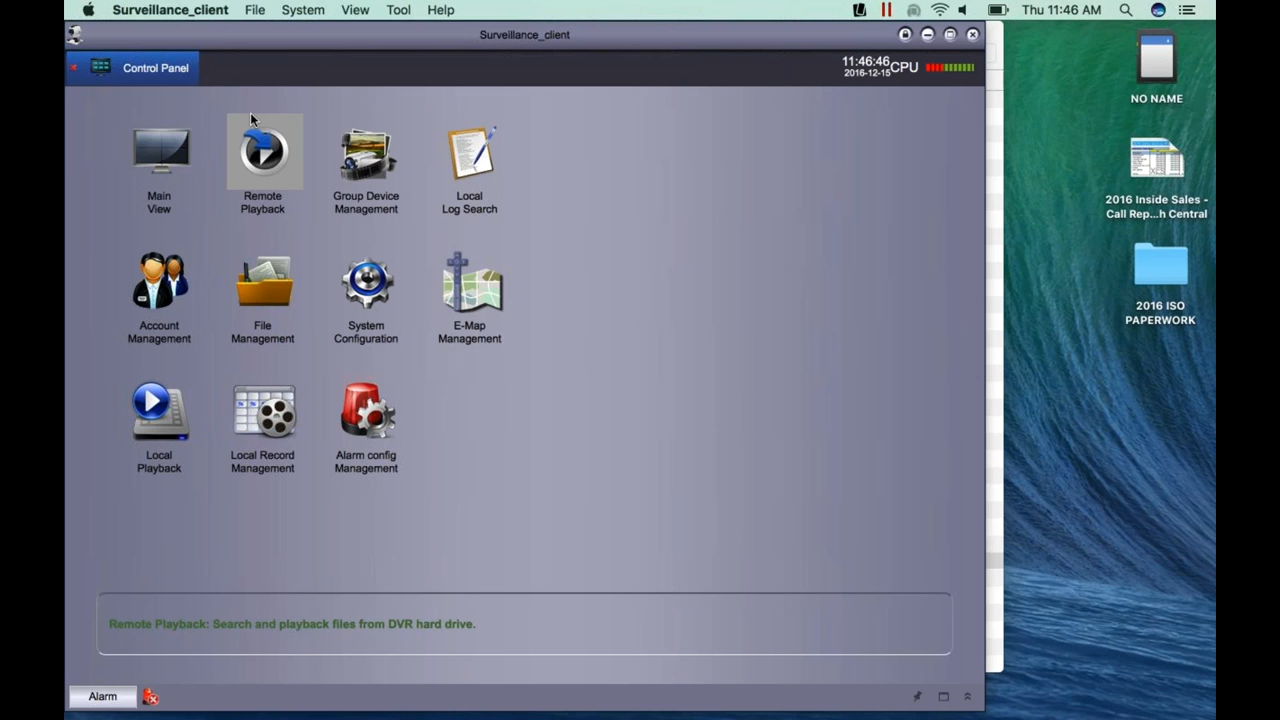 Surveillance_client File System View Tool Help
Thu 11:46 AM
Surveillance_client
Control Panel
11:46:46
2016-12-15
CPU
NO NAME
Main
View
Remote
Playback
Group Device
Management
Local
Log Search
2016 Inside Sales -
Call Rep...h Central
Account
Management
File
Management
System
Configuration
E-Map
Management
2016 ISO
PAPERWORK
Local
Playback
Local Record
Management
Alarm config
Management
Remote Playback: Search and playback files from DVR hard drive.
Alarm